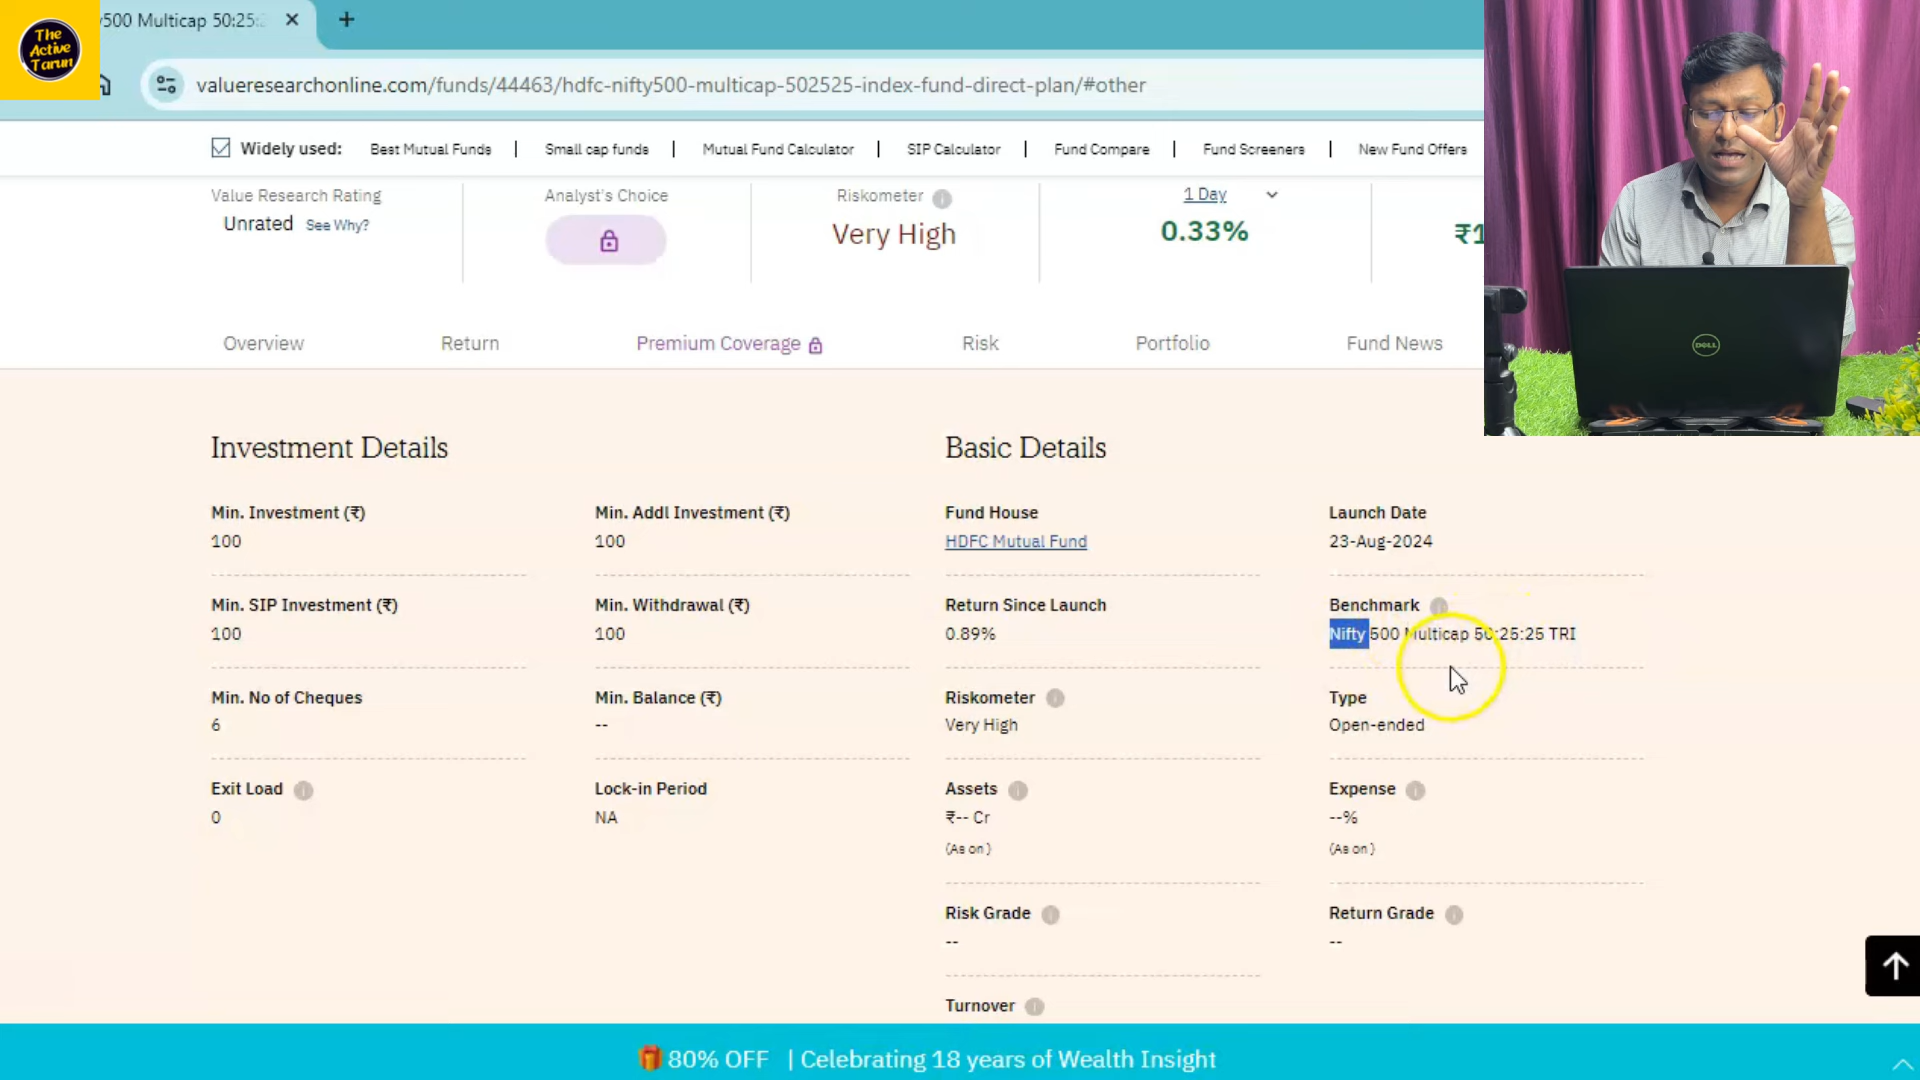 The
Active
Tarun
y500 Multicap 50:25:2
valueresearchonline.com/funds/44463/hdfc-nifty500-multicap-502525-index-fund-direct-plan/#other
Widely used: Best Mutual Funds | Small cap funds | Mutual Fund Calculator | SIP Calculator | Fund Compare | Fund Screeners | New Fund Offers
Value Research Rating
Unrated See Why?
Analyst's Choice
Riskometer
Very High
1 Day
0.33%
₹1
Overview Return Premium Coverage Risk Portfolio Fund News
Investment Details
Min. Investment (₹)
100
Min. Addl Investment (₹)
100
Min. SIP Investment (₹)
100
Min. Withdrawal (₹)
100
Min. No of Cheques
6
Min. Balance (₹)
--
Exit Load
0
Lock-in Period
NA
Basic Details
Fund House
HDFC Mutual Fund
Launch Date
23-Aug-2024
Return Since Launch
0.89%
Benchmark
Nifty 500 Multicap 50:25:25 TRI
Riskometer
Very High
Type
Open-ended
Assets
₹-- Cr
(As on)
Expense
--%
(As on)
Risk Grade
--
Return Grade
--
Turnover
80% OFF | Celebrating 18 years of Wealth Insight
DELL